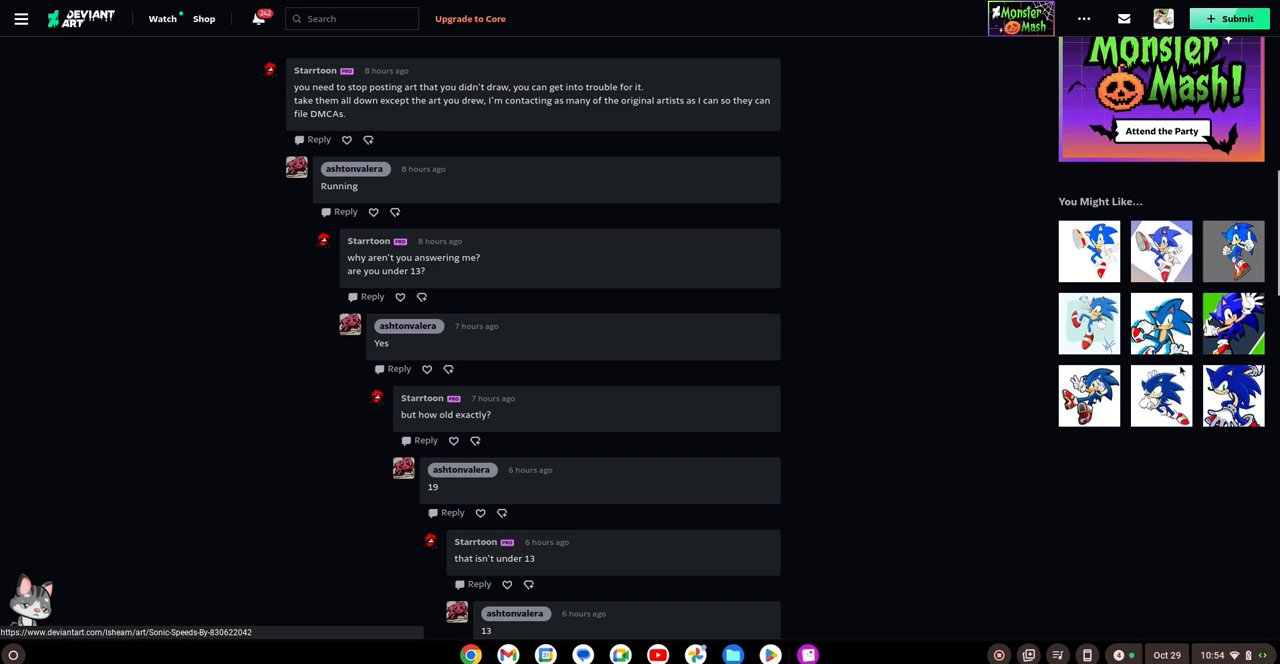 DEVIANT ART
Watch
Shop
242
Search
Upgrade to Core
Monster Mash
Submit
Starrtoon PRO 8 hours ago
you need to stop posting art that you didn't draw, you can get into trouble for it.
take them all down except the art you drew, I'm contacting as many of the original artists as I can so they can
file DMCAs.
Reply
ashtonvalera 8 hours ago
Running
Reply
Starrtoon PRO 8 hours ago
why aren't you answering me?
are you under 13?
Reply
ashtonvalera 7 hours ago
Yes
Reply
Starrtoon PRO 7 hours ago
but how old exactly?
Reply
ashtonvalera 6 hours ago
19
Reply
Starrtoon PRO 6 hours ago
that isn't under 13
Reply
ashtonvalera 6 hours ago
13
Monster
Mash!
Attend the Party
You Might Like...
https://www.deviantart.com/Isheam/art/Sonic-Speeds-By-830622042
4
Oct 29
10:54